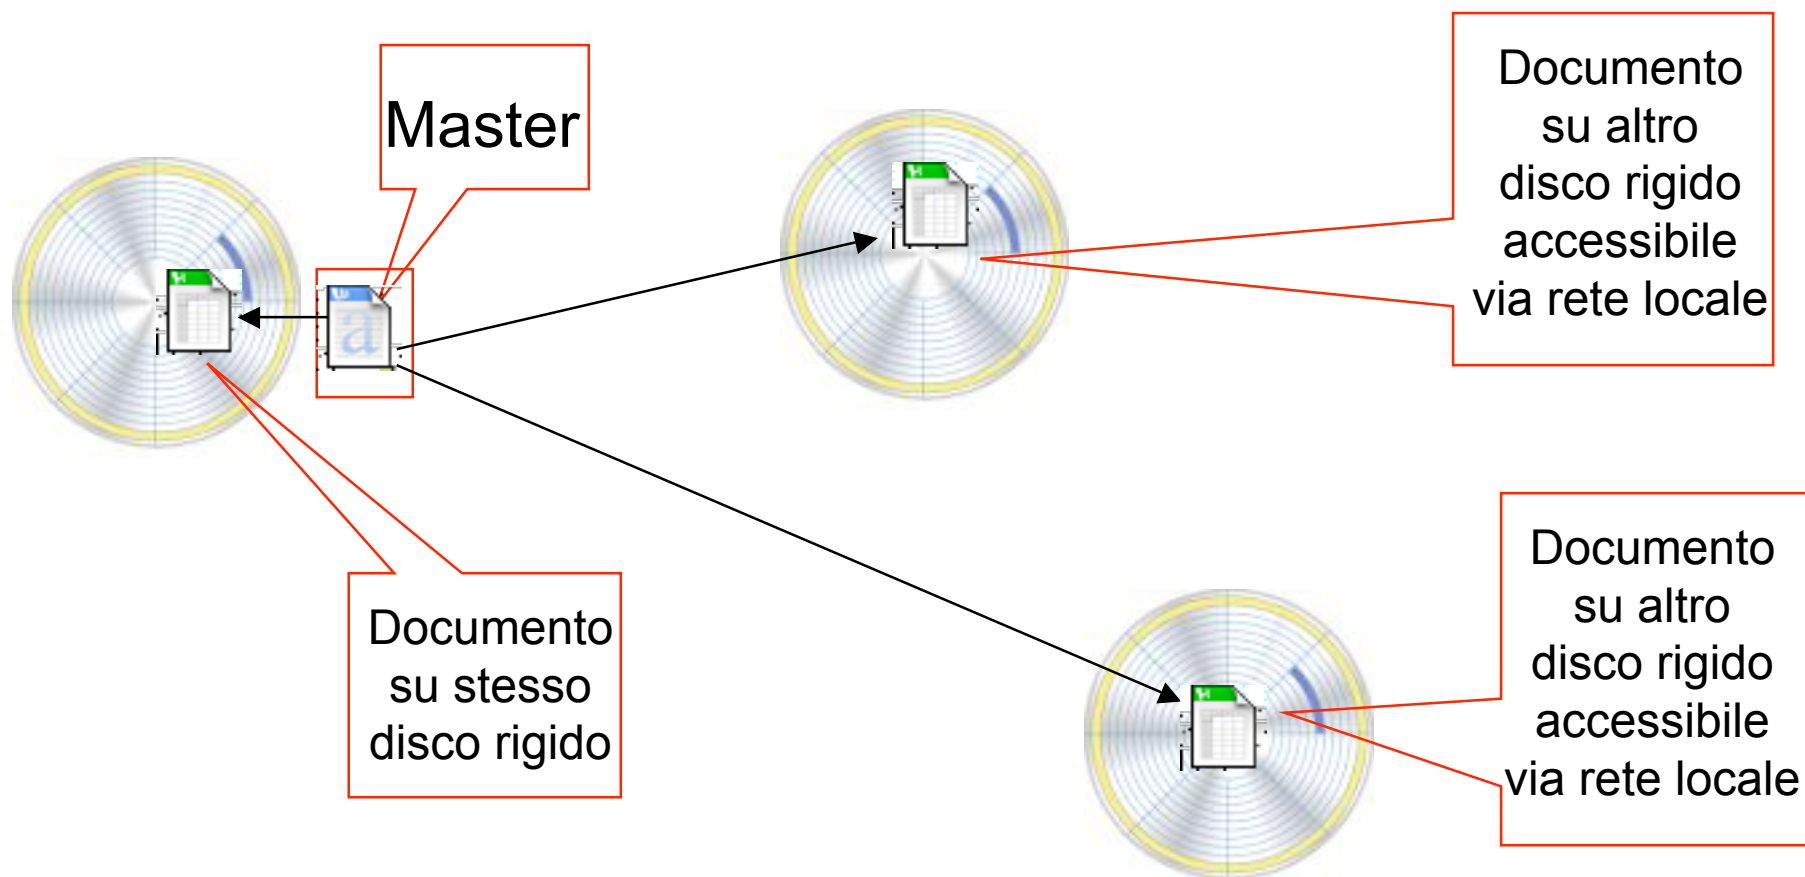 Master
Documento
su altro
disco rigido
accessibile
via rete locale
Documento
su stesso
disco rigido
Documento
su altro
disco rigido
accessibile
via rete locale